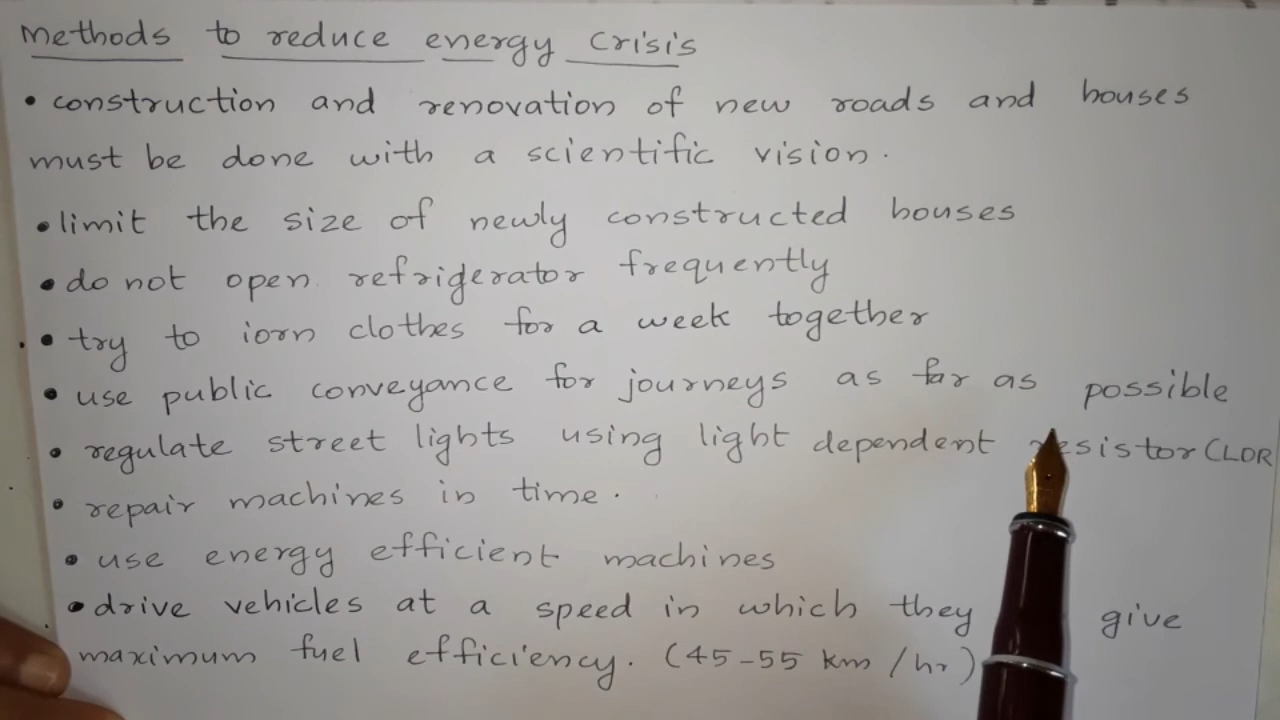 Methods to reduce energy crisis
• construction and renovation of new roads and houses
must be done with a scientific vision.
• limit the size of newly constructed houses
• do not open refrigerator frequently
• try to iorn clothes for a week together
• use public conveyance for journeys as far as possible
• regulate street lights using light dependent resistor (LDR
• repair machines in time.
• use energy efficient machines
• drive vehicles at a speed in which they give
maximum fuel efficiency. (45-55 km/hr)